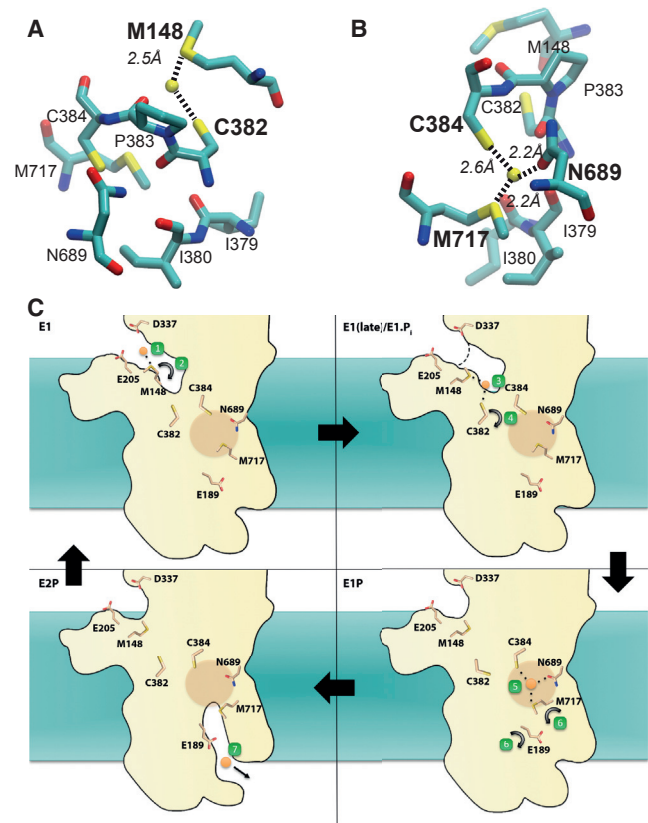 A
M148
2.5Å
C384
P383
C382
M717
N689
I380
I379
B
M148
P383
C382
C384
2.2Å
2.6Å
N689
2.2Å
M717
I379
I380
C
E1
D337
1
2
E205
M148
C384
C382
N689
M717
E189
E1(late)/E1.Pi
D337
E205
3
M148
C384
C382
4
N689
M717
E189
E2P
D337
E205
M148
C384
C382
N689
M717
E189
7
E1P
D337
E205
M148
C384
C382
N689
5
M717
6
b
E189